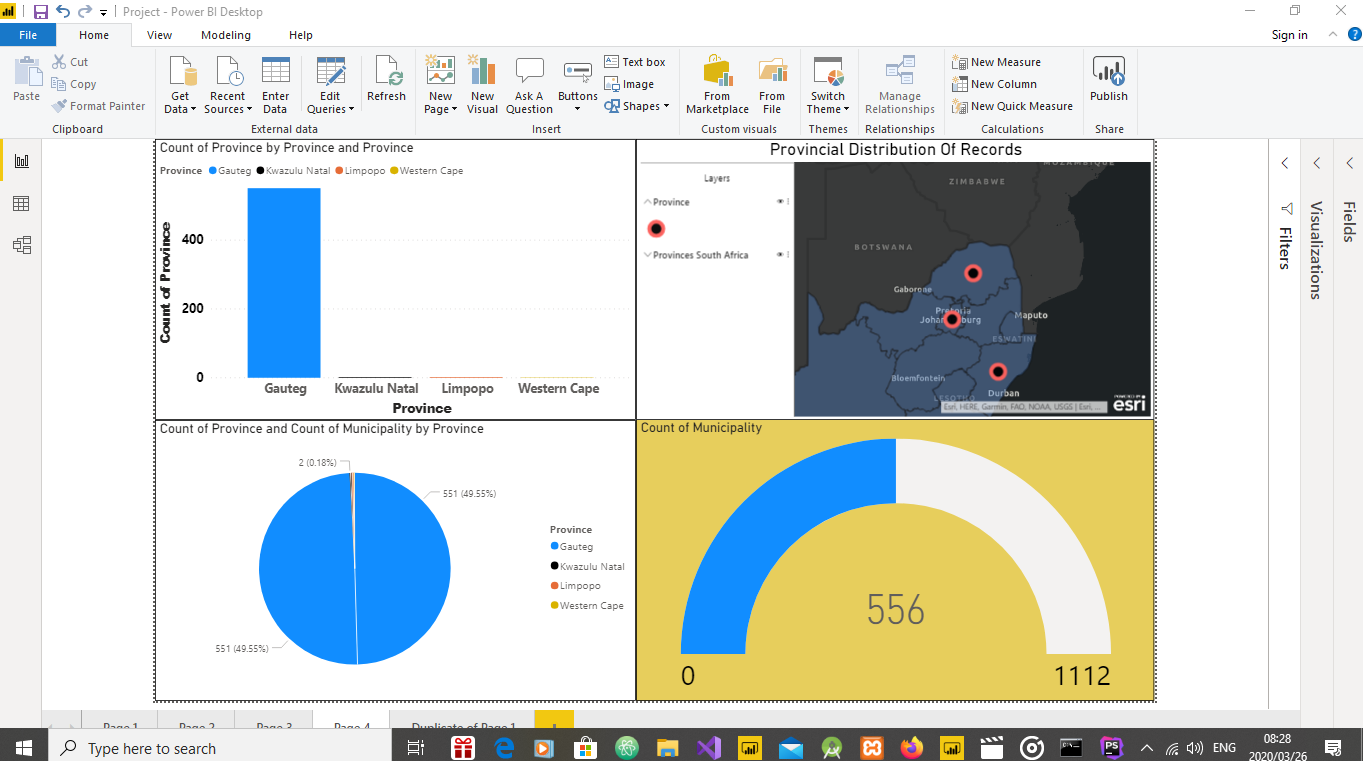 Project - Power BI Desktop
File Home View Modeling Help Sign in
Paste
Cut
Copy
Format Painter
Clipboard
Get Data
Recent Sources
Enter Data
Edit Queries
Refresh
External data
New Page
New Visual
Ask A Question
Buttons
Text box
Image
Shapes
Insert
From Marketplace
From File
Custom visuals
Switch Theme
Themes
Manage Relationships
Relationships
New Measure
New Column
New Quick Measure
Calculations
Publish
Share
Count of Province by Province and Province
Province Gauteg Kwazulu Natal Limpopo Western Cape
Count of Province
400
200
0
Gauteg Kwazulu Natal Limpopo Western Cape
Province
Provincial Distribution Of Records
Layers
Province
Provinces South Africa
MOZAMBIQUE
ZIMBABWE
BOTSWANA
Gaborone
Maputo
ESWATINI
Bloemfontein
LESOTHO
Durban
Esri, HERE, Garmin, FAO, NOAA, USGS | Esri, ...
POWERED BY
esri
Count of Province and Count of Municipality by Province
2 (0.18%)
551 (49.55%)
551 (49.55%)
Province
Gauteg
Kwazulu Natal
Limpopo
Western Cape
Count of Municipality
556
0
1112
Filters
Visualizations
Fields
Page 1 Page 2 Page 3 Page 4 Duplicate of Page 1 +
Type here to search
PS
ENG
08:28
2020/03/26